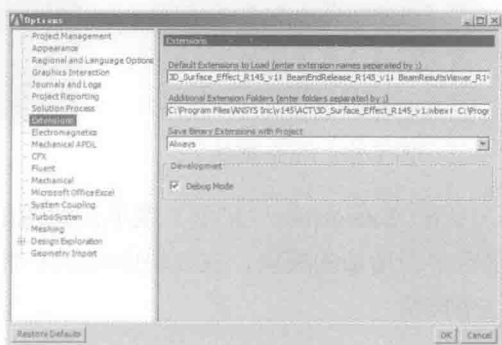 Options
Project Management
Appearance
Regional and Language Options
Graphics Interaction
Journals and Logs
Project Reporting
Solution Process
Extensions
Electromagnetics
Mechanical APDL
CFX
Fluent
Mechanical
Microsoft Office Excel
System Coupling
TurboSystem
Meshing
Design Exploration
Geometry Import
Extensions
Default Extensions to Load (enter extension names separated by ;)
3D_Surface_Effect_R145_v1; BeamEndRelease_R145_v1; BeamResultsViewer_R14
Additional Extension Folders (enter folders separated by ;)
C:\Program Files\ANSYS Inc\v145\ACT\3D_Surface_Effect_R145_v1.wbex; C:\Progr
Save Binary Extensions with Project
Always
Development
Debug Mode
Restore Defaults
OK
Cancel